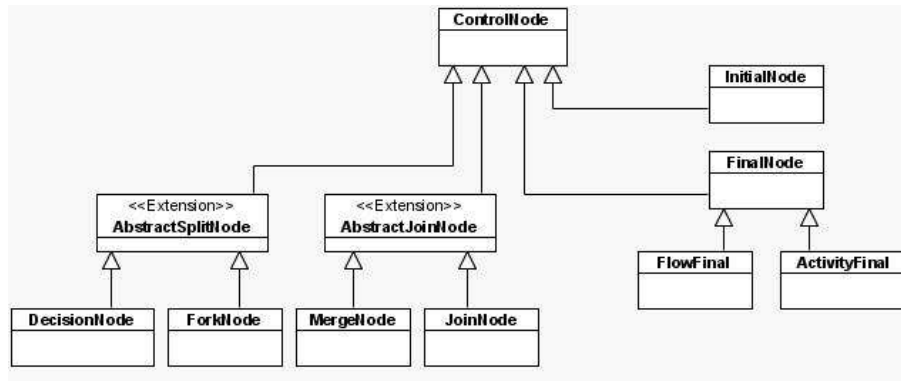 ControlNode
InitialNode
FinalNode
<<Extension>>
AbstractSplitNode
<<Extension>>
AbstractJoinNode
FlowFinal
ActivityFinal
DecisionNode
ForkNode
MergeNode
JoinNode